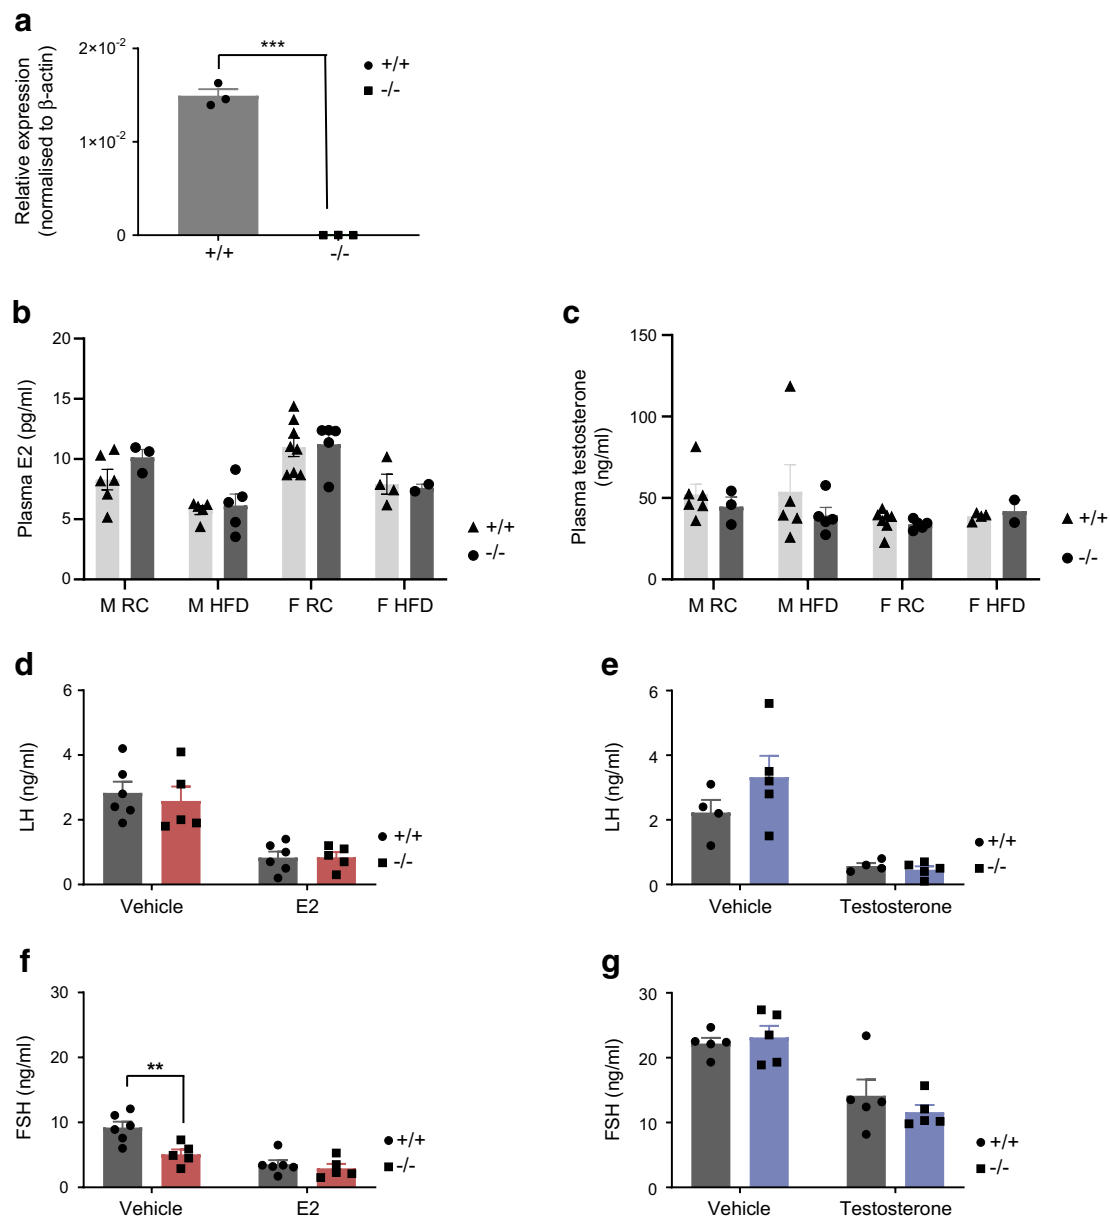 a
Relative expression
(normalised to β-actin)
2×10⁻²
1×10⁻²
0
***
+/+
-/-
+/+
-/-
b
Plasma E2 (pg/ml)
20
15
10
5
0
M RC
M HFD
F RC
F HFD
+/+
-/-
c
Plasma testosterone
(ng/ml)
150
100
50
0
M RC
M HFD
F RC
F HFD
+/+
-/-
d
LH (ng/ml)
6
4
2
0
Vehicle
E2
+/+
-/-
e
LH (ng/ml)
6
4
2
0
Vehicle
Testosterone
+/+
-/-
f
FSH (ng/ml)
30
20
10
0
**
Vehicle
E2
+/+
-/-
g
FSH (ng/ml)
30
20
10
0
Vehicle
Testosterone
+/+
-/-